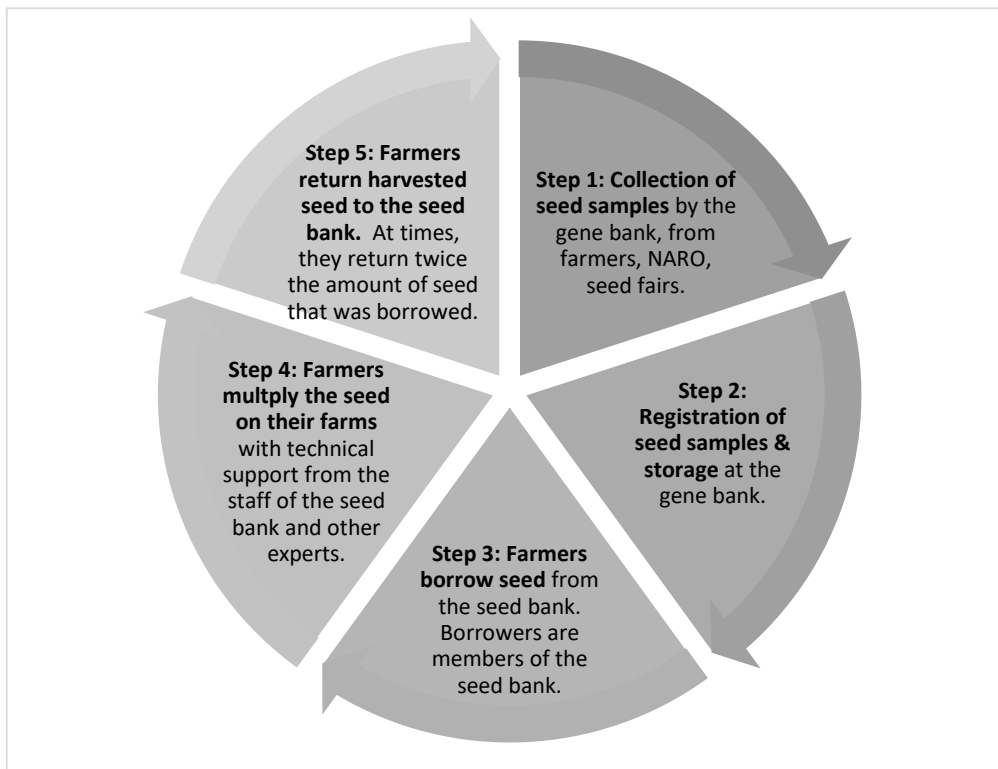 Step 1: Collection of
seed samples by the
gene bank, from
farmers, NARO,
seed fairs.
Step 2:
Registration of
seed samples &
storage at the
gene bank.
Step 3: Farmers
borrow seed from
the seed bank.
Borrowers are
members of the
seed bank.
Step 4: Farmers
multply the seed
on their farms
with technical
support from the
staff of the seed
bank and other
experts.
Step 5: Farmers
return harvested
seed to the seed
bank. At times,
they return twice
the amount of seed
that was borrowed.